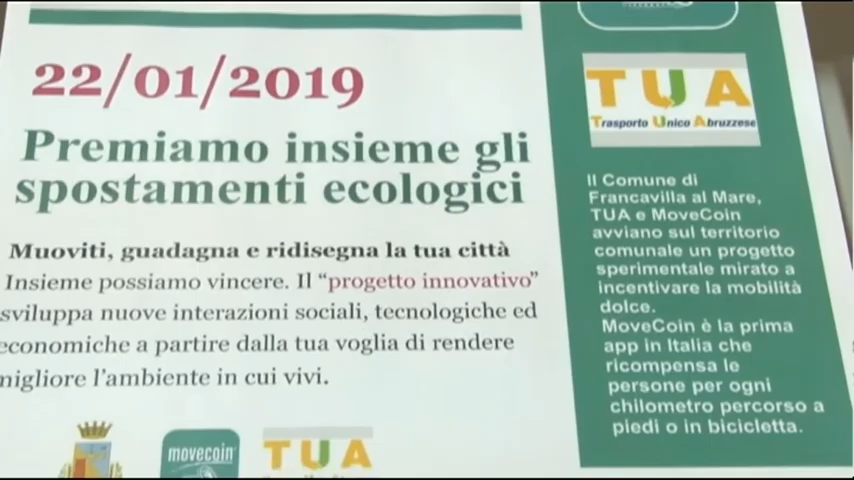 22/01/2019
Premiamo insieme gli
spostamenti ecologici
Muoviti, guadagna e ridisegna la tua città
Insieme possiamo vincere. Il “progetto innovativo”
sviluppa nuove interazioni sociali, tecnologiche ed
economiche a partire dalla tua voglia di rendere
migliore l’ambiente in cui vivi.
movecoin
TUA
TUA
Trasporto Unico Abruzzese
Il Comune di
Francavilla al Mare,
TUA e MoveCoin
avviano sul territorio
comunale un progetto
sperimentale mirato a
incentivare la mobilità
dolce.
MoveCoin è la prima
app in Italia che
ricompensa le
persone per ogni
chilometro percorso a
piedi o in bicicletta.